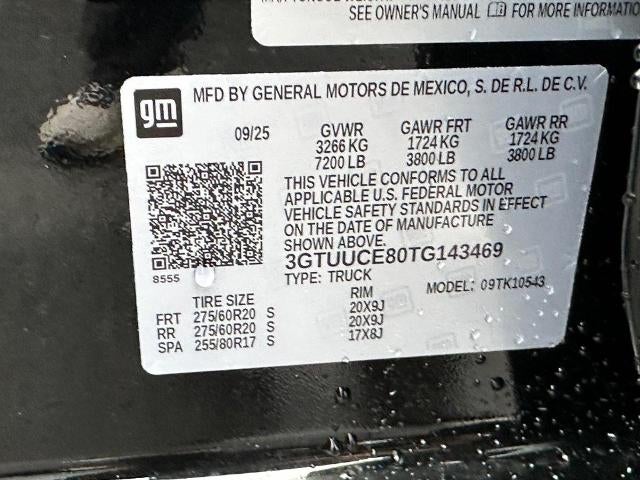 SEE OWNER'S MANUAL FOR MORE INFORMATIO
gm
MFD BY GENERAL MOTORS DE MEXICO, S. DE R.L. DE C.V.
09/25 GVWR GAWR FRT GAWR RR
3266 KG 1724 KG 1724 KG
7200 LB 3800 LB 3800 LB
THIS VEHICLE CONFORMS TO ALL
APPLICABLE U.S. FEDERAL MOTOR
VEHICLE SAFETY STANDARDS IN EFFECT
ON THE DATE OF MANUFACTURE
SHOWN ABOVE.
8555
3GTUUCE80TG143469
TYPE: TRUCK MODEL: 09TK10543
TIRE SIZE RIM
FRT 275/60R20 S 20X9J
RR 275/60R20 S 20X9J
SPA 255/80R17 S 17X8J